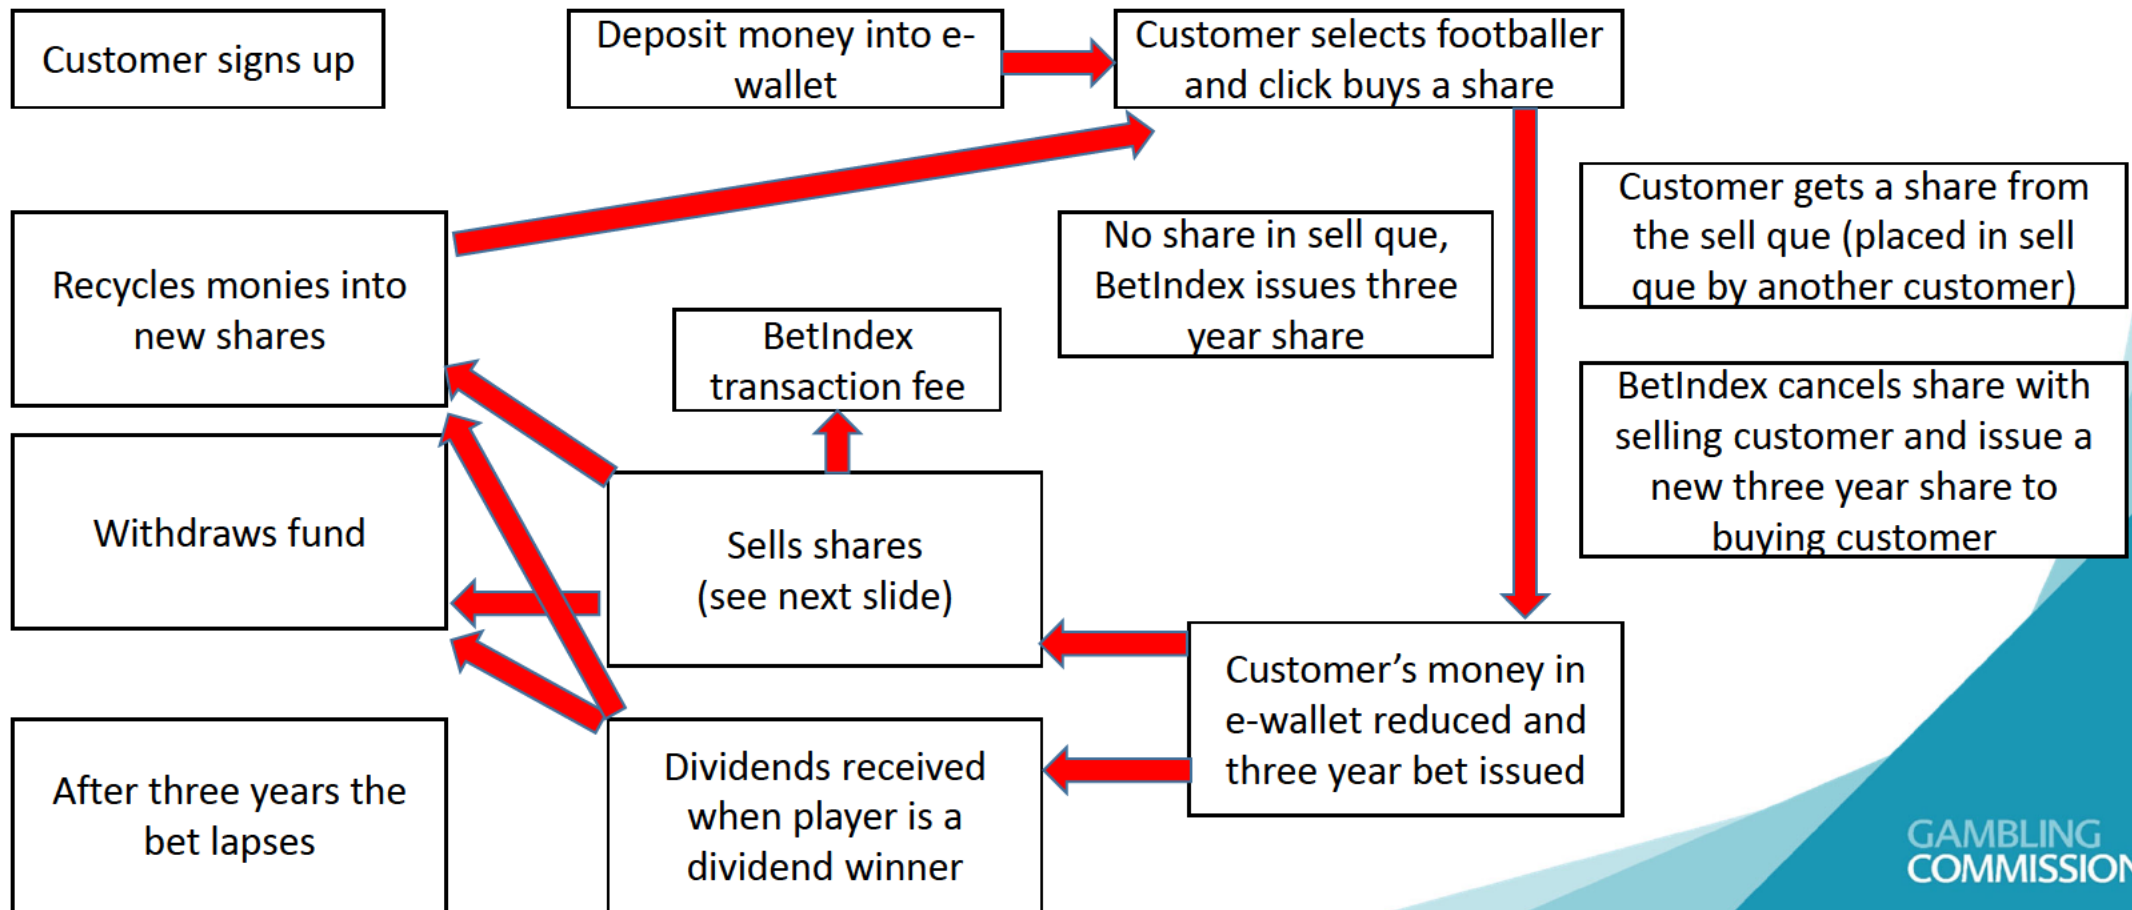 Customer signs up
Deposit money into e-
wallet
Customer selects footballer
and click buys a share
Customer gets a share from
the sell que (placed in sell
que by another customer)
No share in sell que,
BetIndex issues three
year share
Recycles monies into
new shares
BetIndex
transaction fee
BetIndex cancels share with
selling customer and issue a
new three year share to
buying customer
Withdraws fund
Sells shares
(see next slide)
Customer’s money in
e-wallet reduced and
three year bet issued
After three years the
bet lapses
Dividends received
when player is a
dividend winner
GAMBLING
COMMISSION